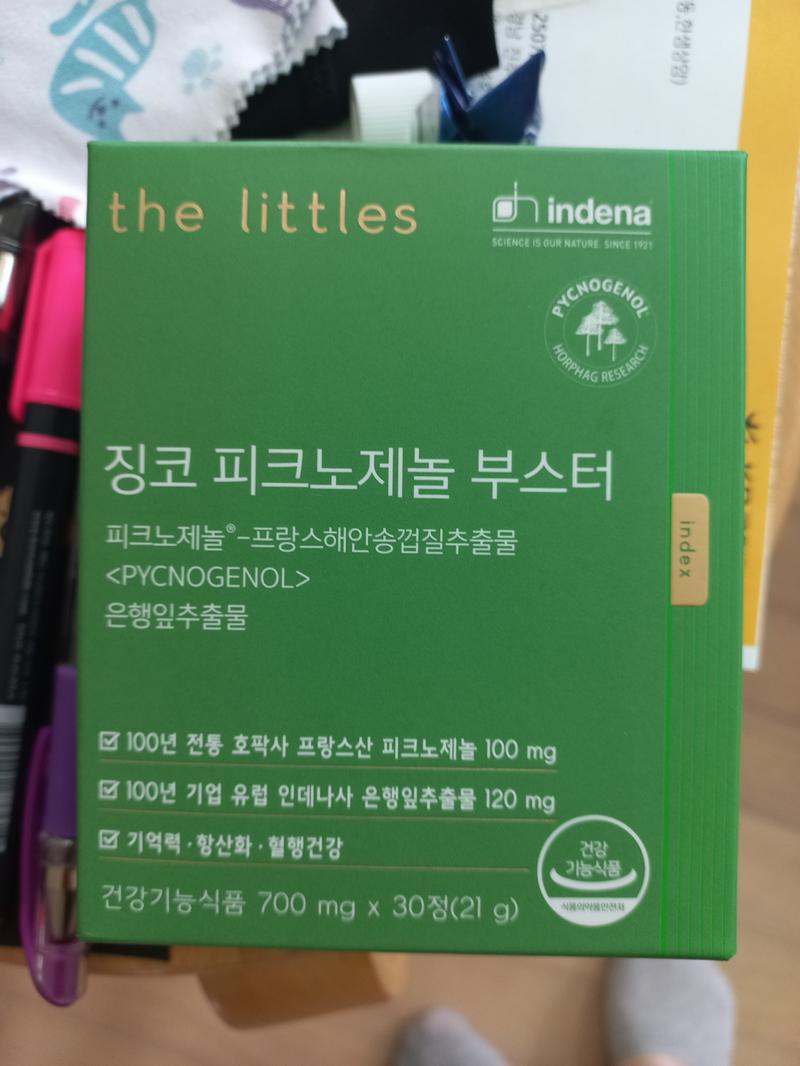 the littles
indena
SCIENCE IS OUR NATURE. SINCE 1921
PYCNOGENOL®
HORPHAG RESEARCH
징코 피크노제놀 부스터
피크노제놀®-프랑스해안송껍질추출물
<PYCNOGENOL>
은행잎추출물
index
100년 전통 호팍사 프랑스산 피크노제놀 100 mg
100년 기업 유럽 인데나사 은행잎추출물 120 mg
기억력·항산화·혈행건강
건강기능식품 700 mg x 30정(21 g)
건강
기능식품
식품의약품안전처
250